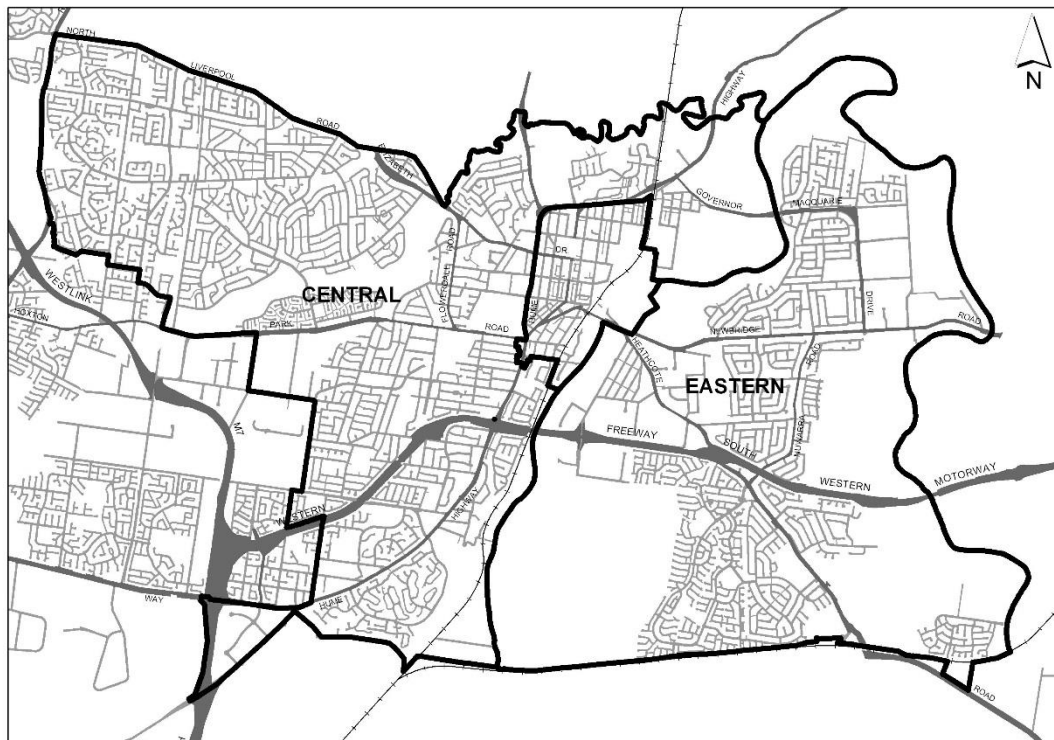 NORTH
LIVERPOOL
ROAD
HIGHWAY
N
ELIZABETH
GOVERNOR
MACQUARIE
FLOWERDALE ROAD
DR
WESTLINK
HOXTON
CENTRAL
PARK
ROAD
HUME
DRIVE
NEWBRIDGE
ROAD
HEATHCOTE
EASTERN
ROAD
NUWARRA
M7
FREEWAY
SOUTH
WESTERN
MOTORWAY
WESTERN
HIGHWAY
WAY
HUME
ROAD